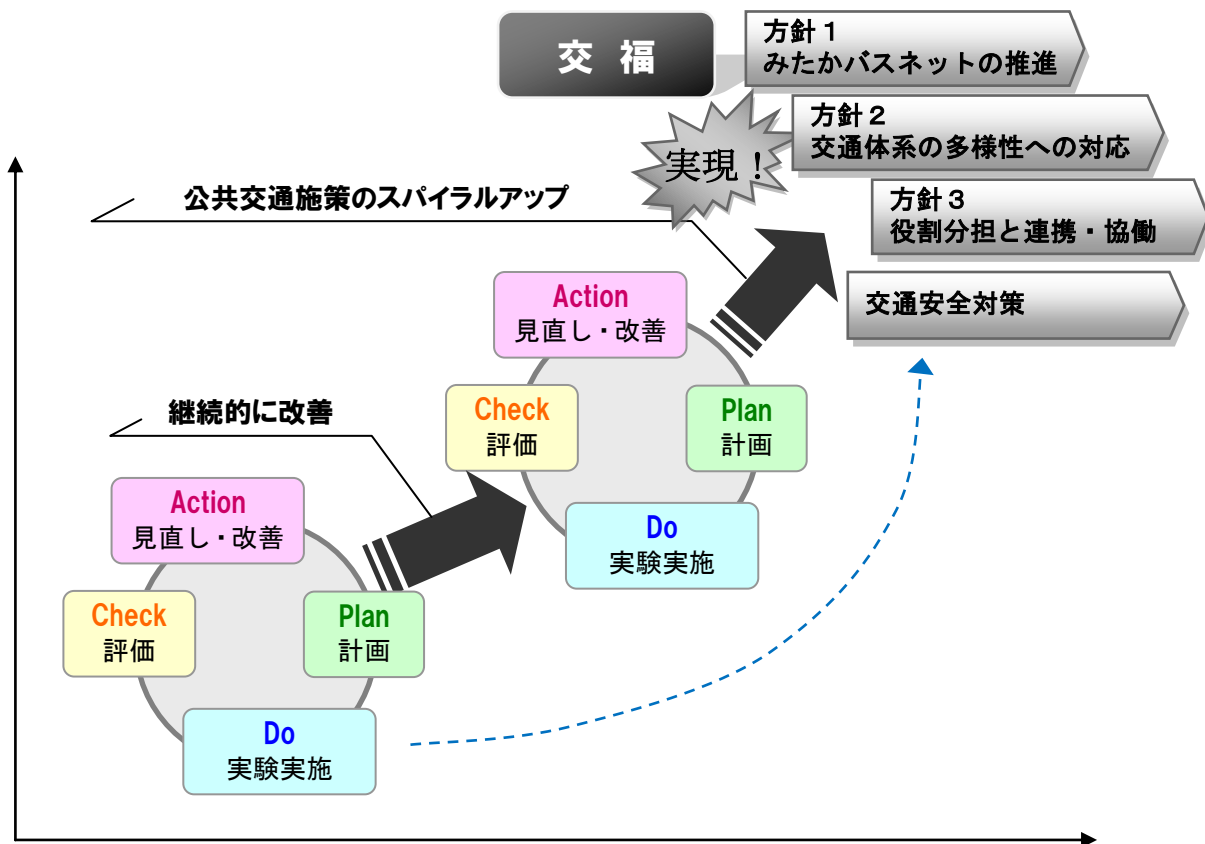 交 福
方針１
みたかバスネットの推進
方針２
交通体系の多様性への対応
実現！
方針３
役割分担と連携・協働
交通安全対策
公共交通施策のスパイラルアップ
Action
見直し・改善
Check
評価
Plan
計画
Do
実験実施
継続的に改善
Action
見直し・改善
Check
評価
Plan
計画
Do
実験実施